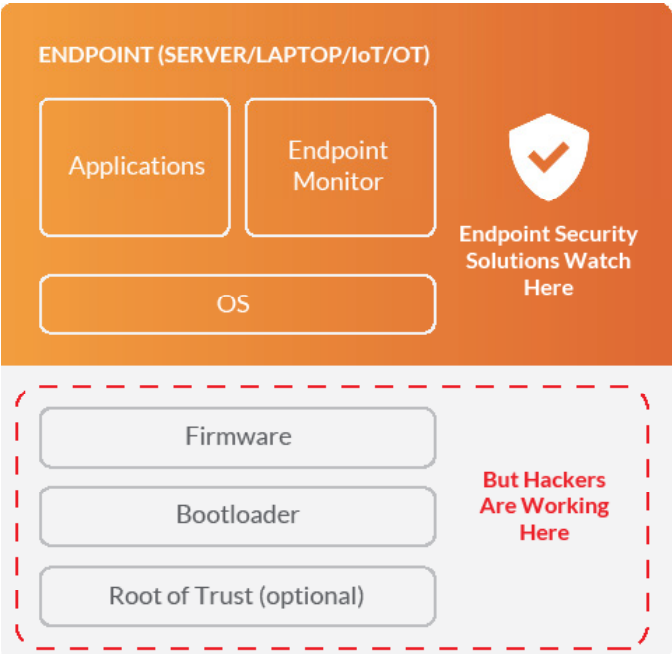 ENDPOINT (SERVER/LAPTOP/IoT/OT)
Applications
Endpoint
Monitor
OS
Endpoint Security
Solutions Watch
Here
Firmware
Bootloader
Root of Trust (optional)
But Hackers
Are Working
Here